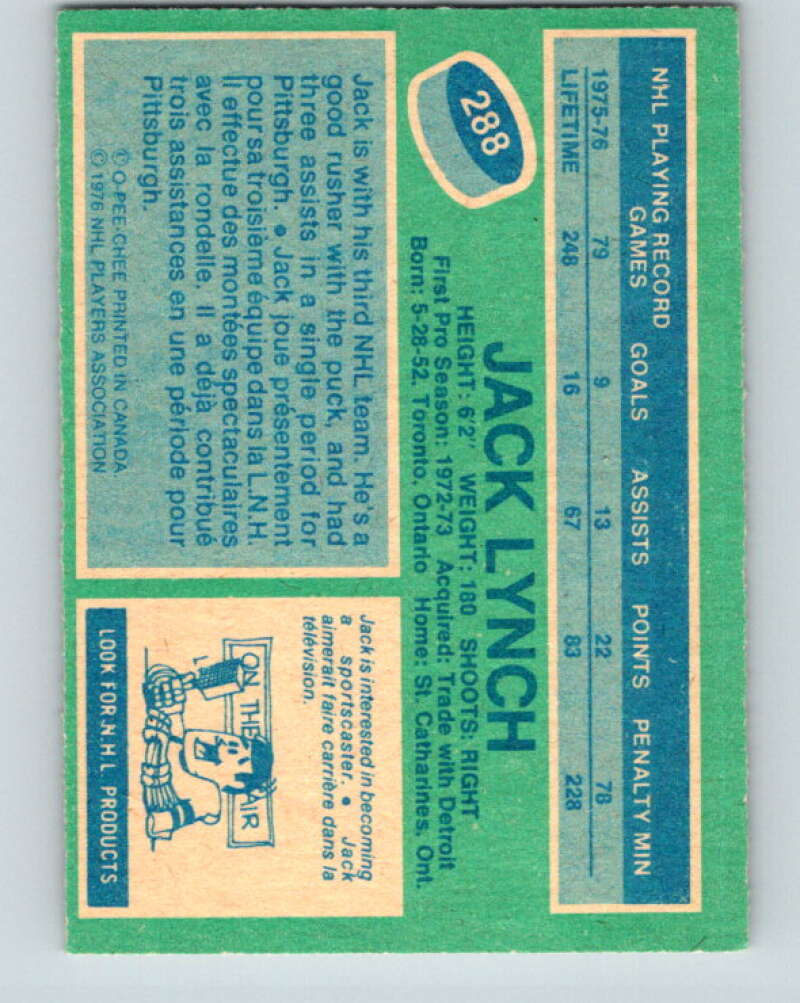 NHL PLAYING RECORD
GAMES GOALS ASSISTS POINTS PENALTY MIN
1975-76 79 9 13 22 78
LIFETIME 248 16 67 83 228
288
JACK LYNCH
HEIGHT: 6'2" WEIGHT: 180 SHOOTS: RIGHT
First Pro Season: 1972-73 Acquired: Trade with Detroit
Born: 5-28-52, Toronto, Ontario Home: St. Catharines, Ont.
Jack is with his third NHL team. He's a
good rusher with the puck, and had
three assists in a single period for
Pittsburgh. • Jack joue présentement
pour sa troisième équipe dans la L.N.H.
Il effectue des montées spectaculaires
avec la rondelle. Il a déjà contribué
trois assistances en une période pour
Pittsburgh.
© O-PEE-CHEE PRINTED IN CANADA
© 1976 NHL PLAYERS ASSOCIATION
Jack is interested in becoming
a sportscaster. • Jack
aimerait faire carrière dans la
télévision.
ON THE AIR
LOOK FOR N.H.L. PRODUCTS